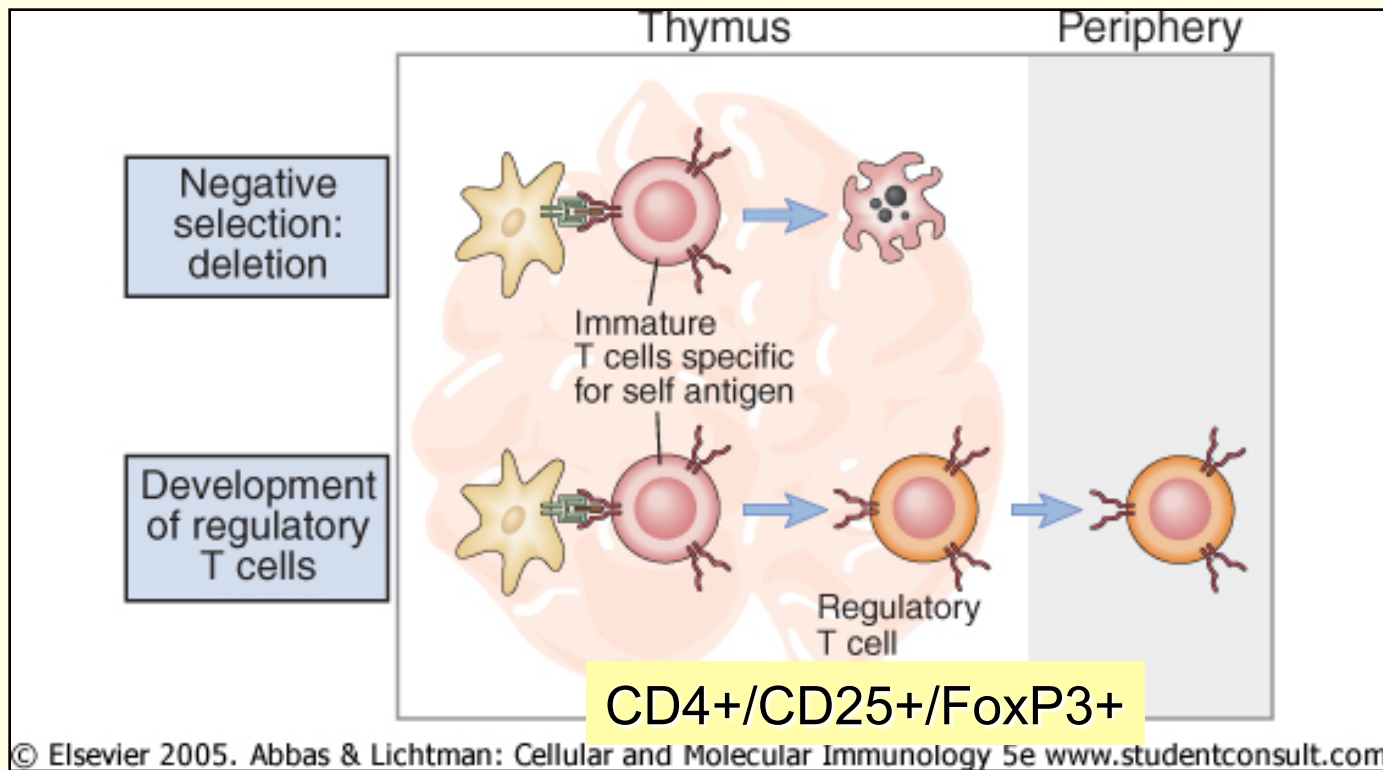 Thymus
Periphery
Negative
selection:
deletion
Immature
T cells specific
for self antigen
Development
of regulatory
T cells
Regulatory
T cell
CD4+/CD25+/FoxP3+
© Elsevier 2005. Abbas & Lichtman: Cellular and Molecular Immunology 5e www.studentconsult.com